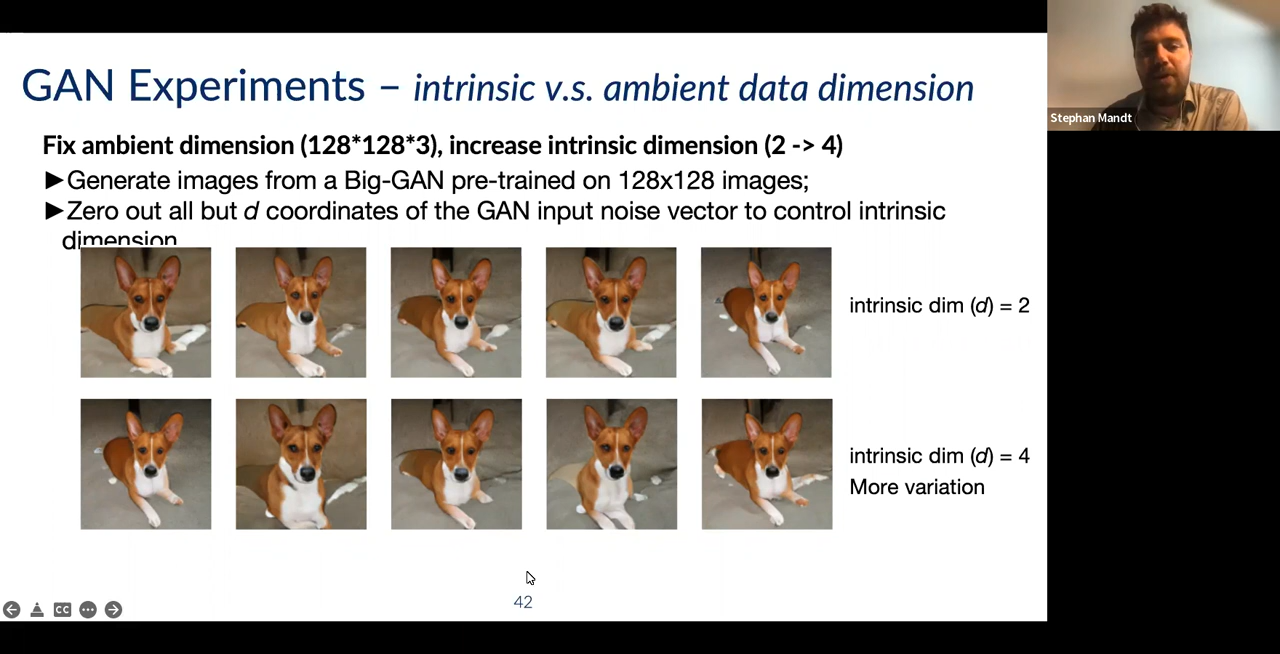 GAN Experiments – intrinsic v.s. ambient data dimension
Stephan Mandt
Fix ambient dimension (128*128*3), increase intrinsic dimension (2 -> 4)
►Generate images from a Big-GAN pre-trained on 128x128 images;
►Zero out all but d coordinates of the GAN input noise vector to control intrinsic
dimension
intrinsic dim (d) = 2
intrinsic dim (d) = 4
More variation
42
CC